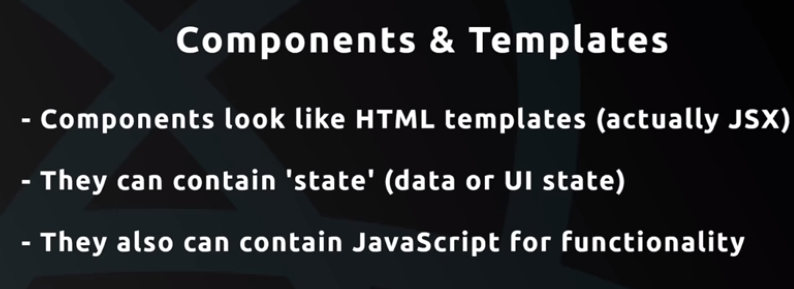 Components & Templates
- Components look like HTML templates (actually JSX)
- They can contain 'state' (data or UI state)
- They also can contain JavaScript for functionality